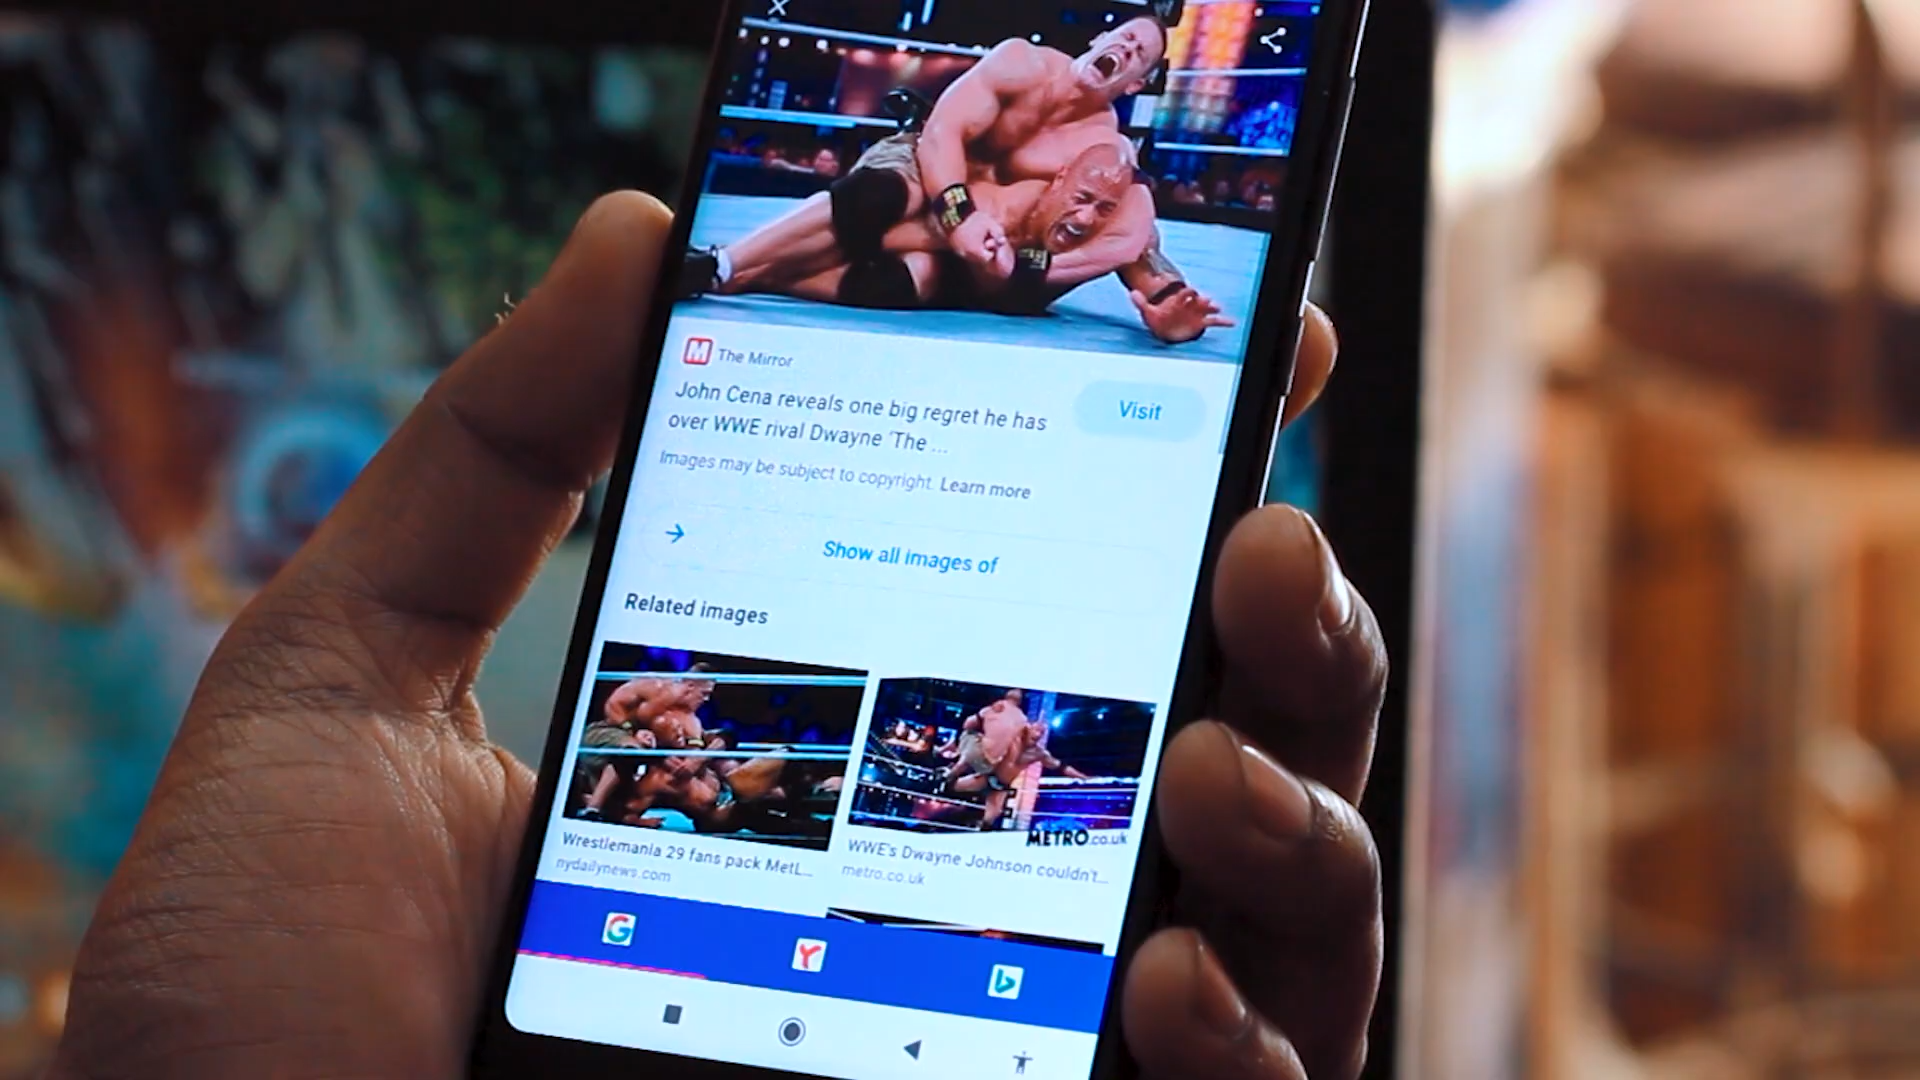 The Mirror
John Cena reveals one big regret he has
over WWE rival Dwayne 'The ...
Visit
Images may be subject to copyright. Learn more
Show all images of
Related images
METRO.co.uk
Wrestlemania 29 fans pack MetL...
nydailynews.com
WWE's Dwayne Johnson couldn't...
metro.co.uk